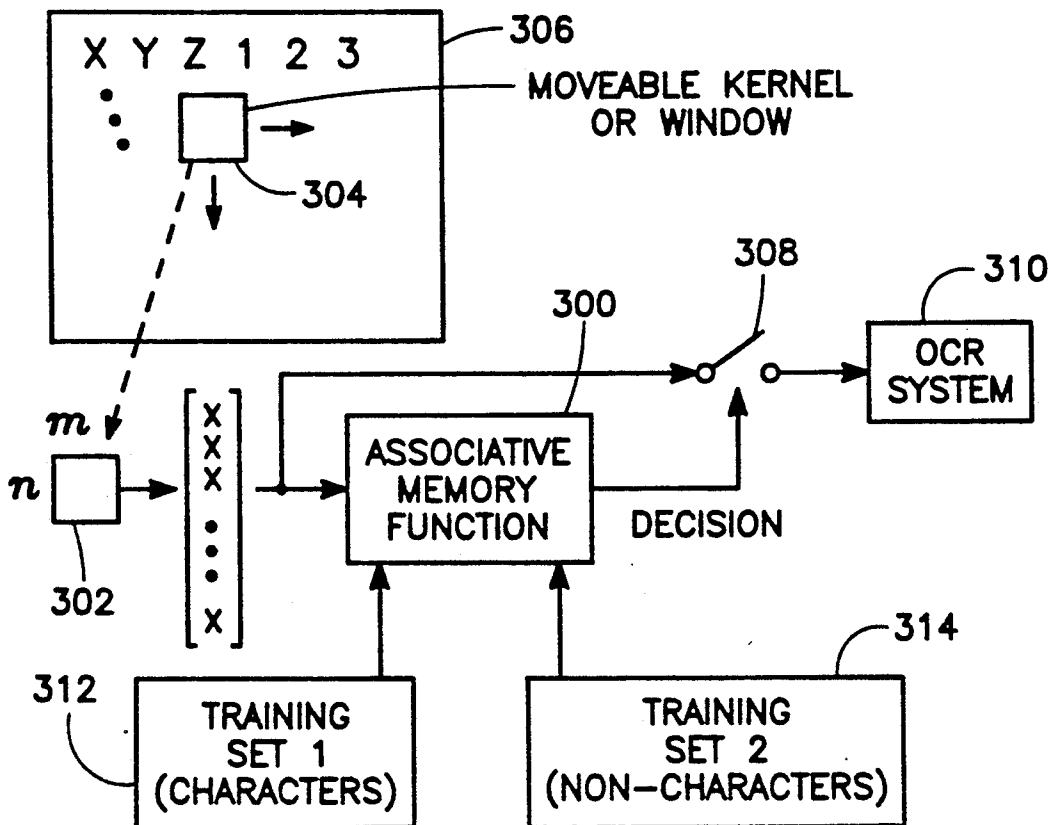 306
X Y Z 1 2 3
MOVEABLE KERNEL
OR WINDOW
304
308
310
300
OCR
SYSTEM
m
n
302
X
X
X
X
ASSOCIATIVE
MEMORY
FUNCTION
DECISION
314
312
TRAINING
SET 1
(CHARACTERS)
TRAINING
SET 2
(NON-CHARACTERS)